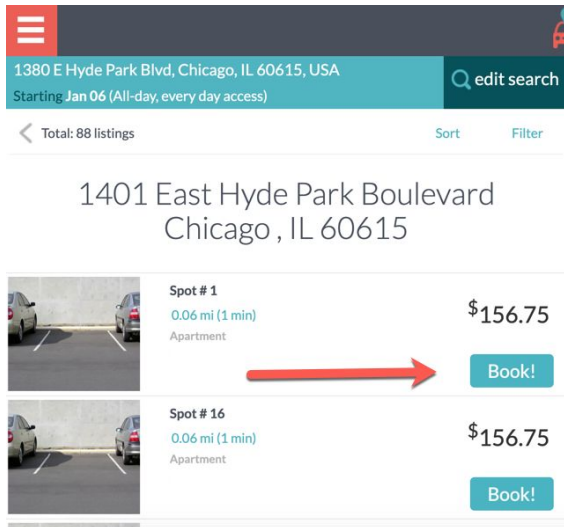 1380 E Hyde Park Blvd, Chicago, IL 60615, USA
Starting Jan 06 (All-day, every day access)
edit search
Total: 88 listings
Sort
Filter
1401 East Hyde Park Boulevard
Chicago , IL 60615
Spot # 1
0.06 mi (1 min)
Apartment
$156.75
Book!
Spot # 16
0.06 mi (1 min)
Apartment
$156.75
Book!